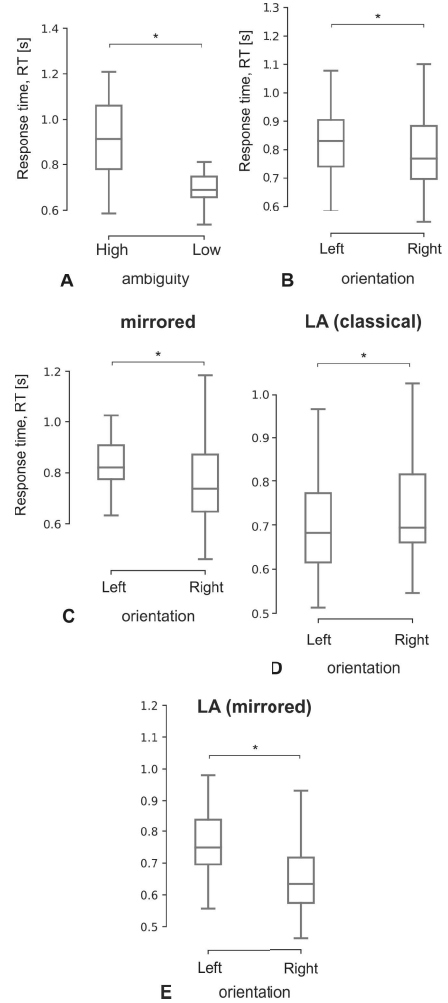 Response time, RT [s]
1.4
1.2
1.0
0.8
0.6
*
High Low
A ambiguity
Response time, RT [s]
1.3
1.2
1.1
1.0
0.9
0.8
0.7
0.6
*
Left Right
B orientation
mirrored
Response time, RT [s]
1.2
1.0
0.8
0.6
*
Left Right
C orientation
LA (classical)
1.0
0.9
0.8
0.7
0.6
0.5
*
Left Right
D orientation
LA (mirrored)
1.2
1.1
1.0
0.9
0.8
0.7
0.6
0.5
*
Left Right
E orientation